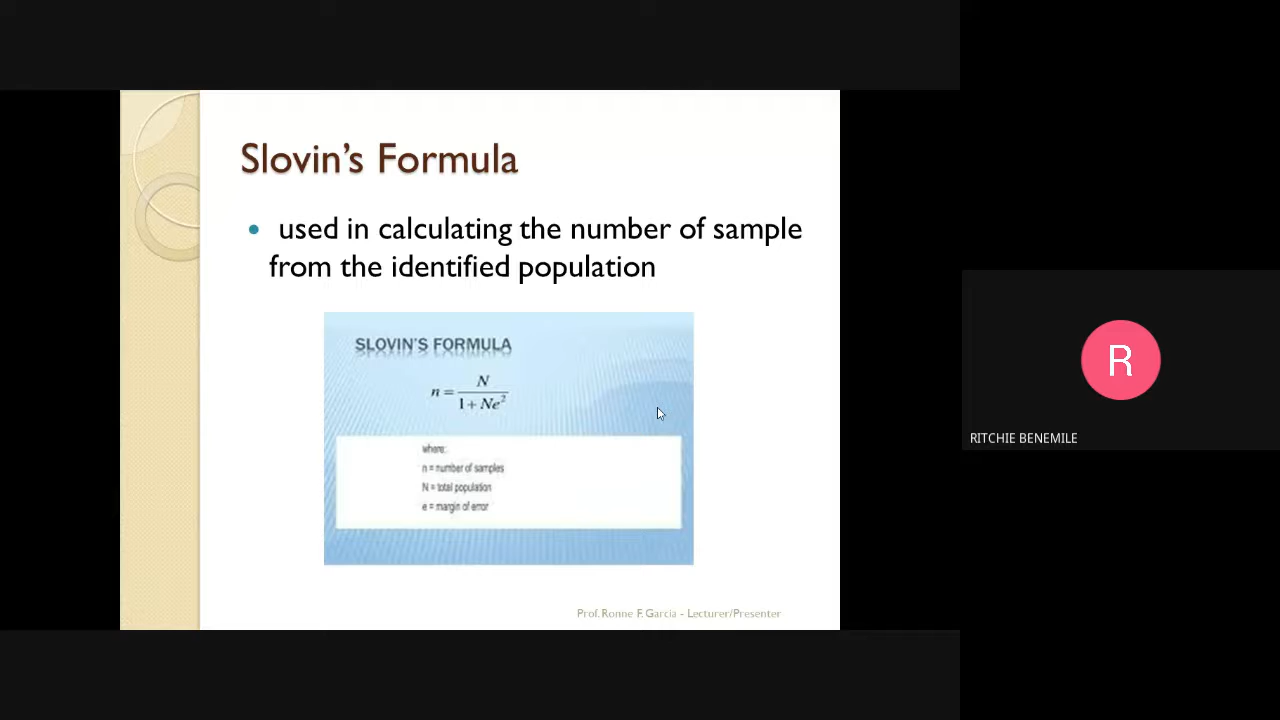 Slovin's Formula
used in calculating the number of sample
from the identified population
SLOVIN'S FORMULA
n = N / 1 + Ne²
where:
n = number of samples
N = total population
e = margin of error
Prof. Ronne F. Garcia - Lecturer/Presenter
R
RITCHIE BENEMILE